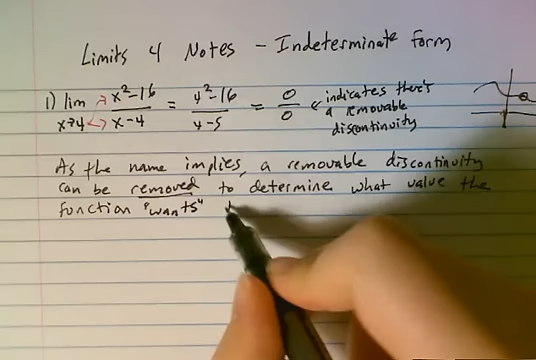 Limits 4 Notes - Indeterminate Form
1) lim x→4 x²-16 / x-4 = 4²-16 / 4-5 = 0/0 ← indicates there's a removable discontinuity
As the name implies, a removable discontinuity
can be removed to determine what value the
function "wants"